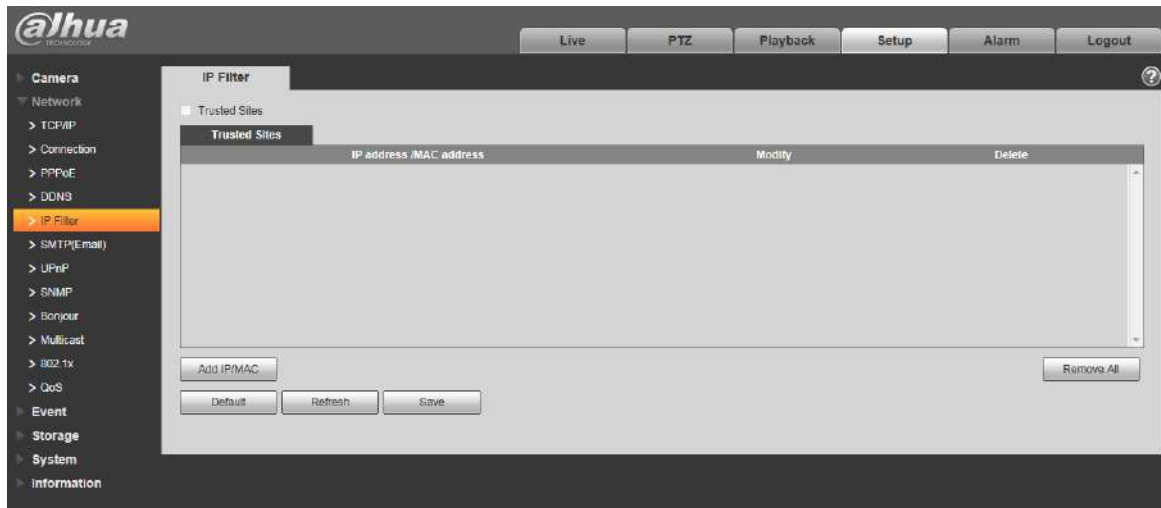 alhua
TECHNOLOGY
Live PTZ Playback Setup Alarm Logout
Camera
Network
> TCP/IP
> Connection
> PPPoE
> DDNS
> IP Filter
> SMTP(Email)
> UPnP
> SNMP
> Bonjour
> Multicast
> 802.1x
> QoS
Event
Storage
System
Information
IP Filter
?
Trusted Sites
Trusted Sites
IP address /MAC address Modify Delete
Add IP/MAC Remove All
Default Refresh Save